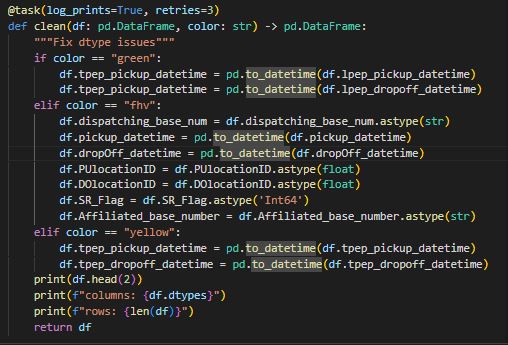 @task(log_prints=True, retries=3)
def clean(df: pd.DataFrame, color: str) -> pd.DataFrame:
    """Fix dtype issues"""
    if color == "green":
        df.tpep_pickup_datetime = pd.to_datetime(df.lpep_pickup_datetime)
        df.tpep_pickup_datetime = pd.to_datetime(df.lpep_dropoff_datetime)
    elif color == "fhv":
        df.dispatching_base_num = df.dispatching_base_num.astype(str)
        df.pickup_datetime = pd.to_datetime(df.pickup_datetime)
        df.dropOff_datetime = pd.to_datetime(df.dropOff_datetime)
        df.PUlocationID = df.PUlocationID.astype(float)
        df.DOlocationID = df.DOlocationID.astype(float)
        df.SR_Flag = df.SR_Flag.astype('Int64')
        df.Affiliated_base_number = df.Affiliated_base_number.astype(str)
    elif color == "yellow":
        df.tpep_pickup_datetime = pd.to_datetime(df.tpep_pickup_datetime)
        df.tpep_dropoff_datetime = pd.to_datetime(df.tpep_dropoff_datetime)
    print(df.head(2))
    print(f"columns: {df.dtypes}")
    print(f"rows: {len(df)}")
    return df